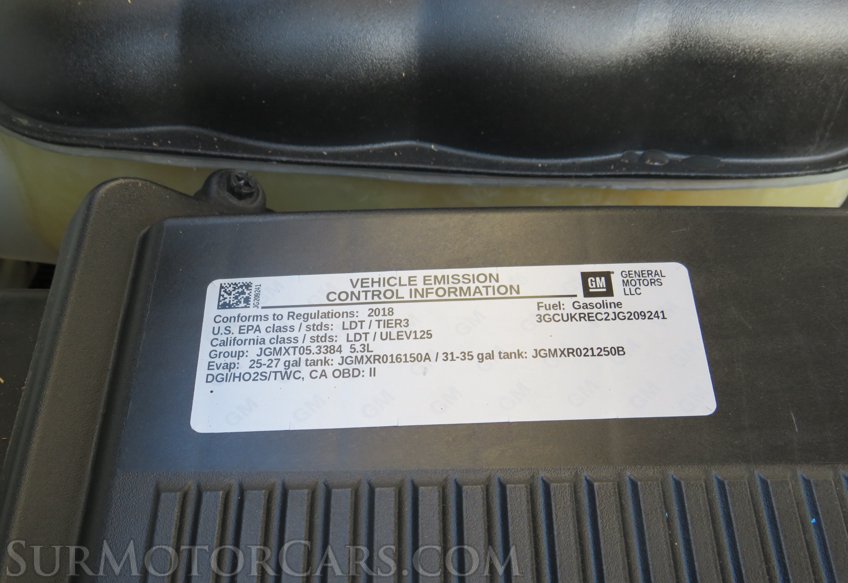 VEHICLE EMISSION
CONTROL INFORMATION
JG209241
GM
GENERAL
MOTORS
LLC
Conforms to Regulations: 2018
Fuel: Gasoline
U.S. EPA class / stds: LDT / TIER3
3GCUKREC2JG209241
California class / stds: LDT / ULEV125
Group: JGMXT05.3384 5.3L
Evap: 25-27 gal tank: JGMXR016150A / 31-35 gal tank: JGMXR021250B
DGI/HO2S/TWC, CA OBD: II
SURMOTORCARS.COM